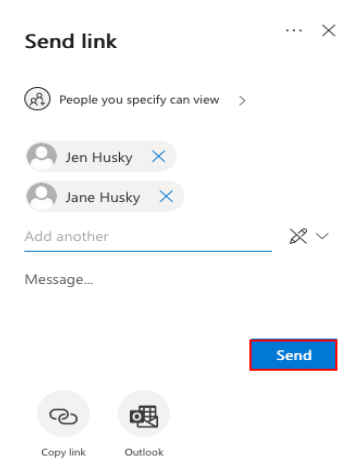 Send link
People you specify can view
Jen Husky
Jane Husky
Add another
Message...
Send
Copy link
Outlook